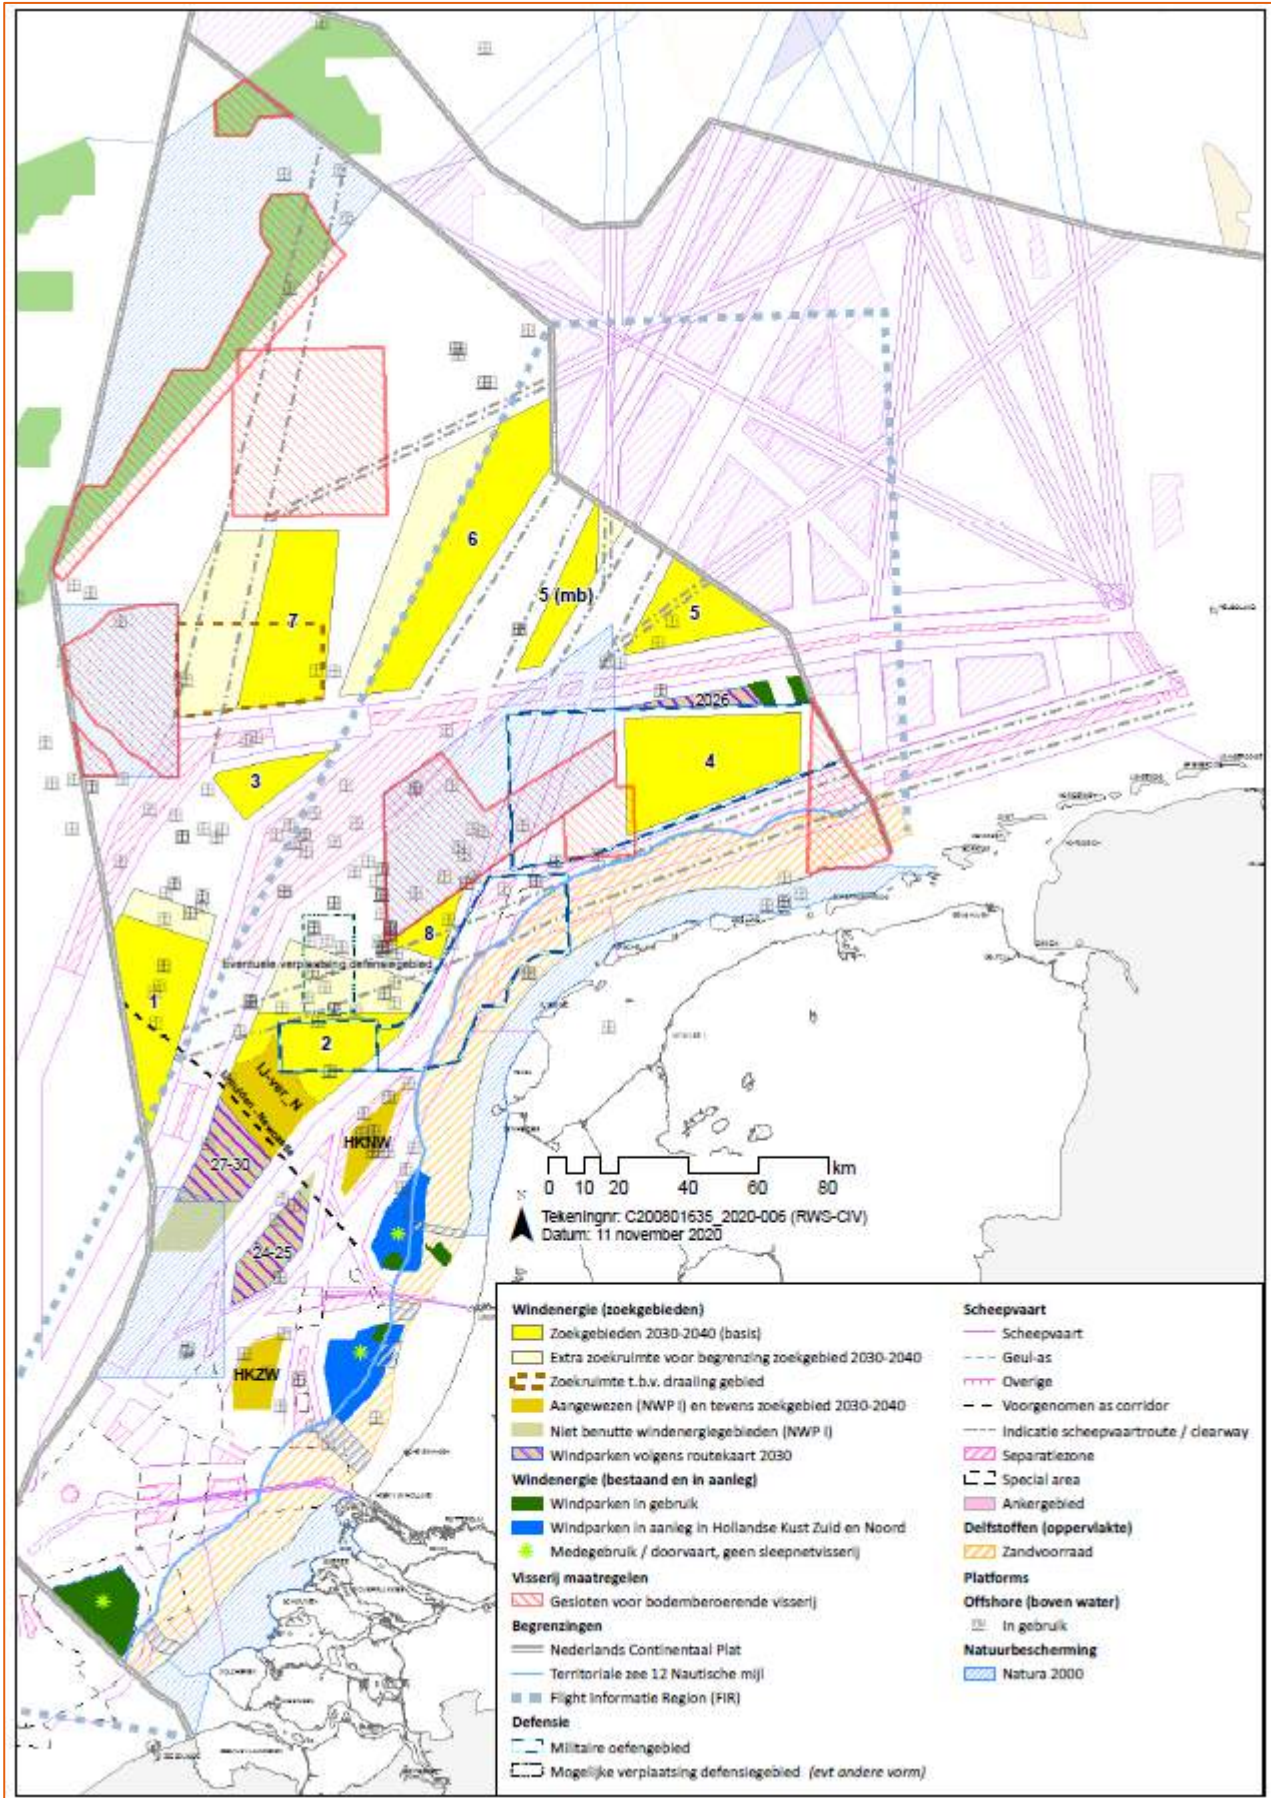 6
7
5 (mb)
5
2026
4
3
8
Eventuele verplaatsing defensiegebied
1
2
IJ-ver_N
IJmuiden - Newcastle
HKNW
27-30
24-25
HKZW
km
0 10 20 40 60 80
N
Tekeningnr: C200801635_2020-006 (RWS-CIV)
Datum: 11 november 2020
Windenergie (zoekgebieden)
Zoekgebieden 2030-2040 (basis)
Extra zoekruimte voor begrenzing zoekgebied 2030-2040
Zoekruimte t.b.v. draaiing gebied
Aangewezen (NWP I) en tevens zoekgebied 2030-2040
Niet benutte windenergiegebieden (NWP I)
Windparken volgens routekaart 2030
Windenergie (bestaand en in aanleg)
Windparken in gebruik
Windparken in aanleg in Hollandse Kust Zuid en Noord
Medegebruik / doorvaart, geen sleepnetvisserij
Visserij maatregelen
Gesloten voor bodemberoerende visserij
Begrenzingen
Nederlands Continentaal Plat
Territoriale zee 12 Nautische mijl
Flight Informatie Region (FIR)
Defensie
Militaire oefengebied
Mogelijke verplaatsing defensiegebied (evt andere vorm)
Scheepvaart
Scheepvaart
Geul-as
Overige
Voorgenomen as corridor
Indicatie scheepvaartroute / clearway
Separatiezone
Special area
Ankergebied
Delfstoffen (oppervlakte)
Zandvoorraad
Platforms
Offshore (boven water)
In gebruik
Natuurbescherming
Natura 2000